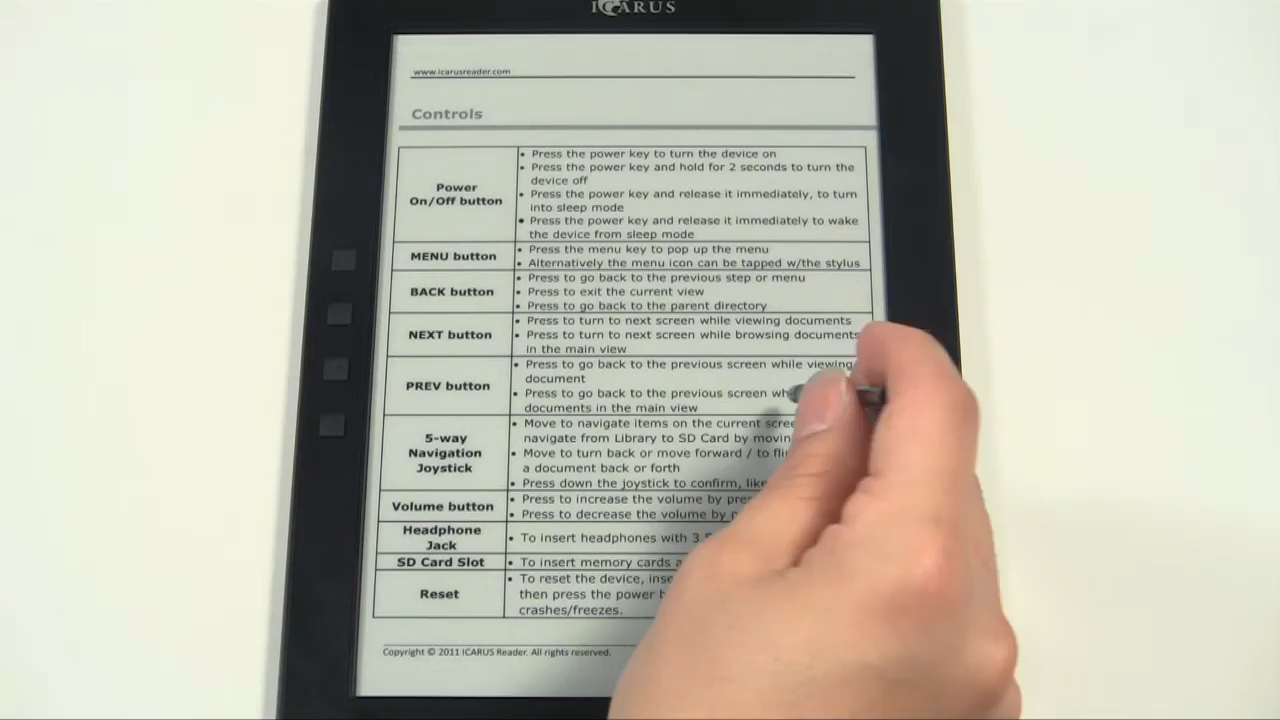 ICARUS
www.icarusreader.com
Controls
Power
On/Off button
• Press the power key to turn the device on
• Press the power key and hold for 2 seconds to turn the
device off
• Press the power key and release it immediately, to turn
into sleep mode
• Press the power key and release it immediately to wake
the device from sleep mode
MENU button
• Press the menu key to pop up the menu
• Alternatively the menu icon can be tapped w/the stylus
BACK button
• Press to go back to the previous step or menu
• Press to exit the current view
• Press to go back to the parent directory
NEXT button
• Press to turn to next screen while viewing documents
• Press to turn to next screen while browsing documents
in the main view
PREV button
• Press to go back to the previous screen while viewing
document
• Press to go back to the previous screen
documents in the main view
5-way
Navigation
Joystick
• Move to navigate items on the current
navigate from Library to SD Card by
• Move to turn back or move forward / to
a document back or forth
• Press down the joystick to confirm,
Volume button
• Press to increase the volume by
• Press to decrease the volume by
Headphone
Jack
• To insert headphones with
SD Card Slot
• To insert memory cards
Reset
• To reset the device,
then press the power
crashes/freezes.
Copyright © 2011 ICARUS Reader. All rights reserved.